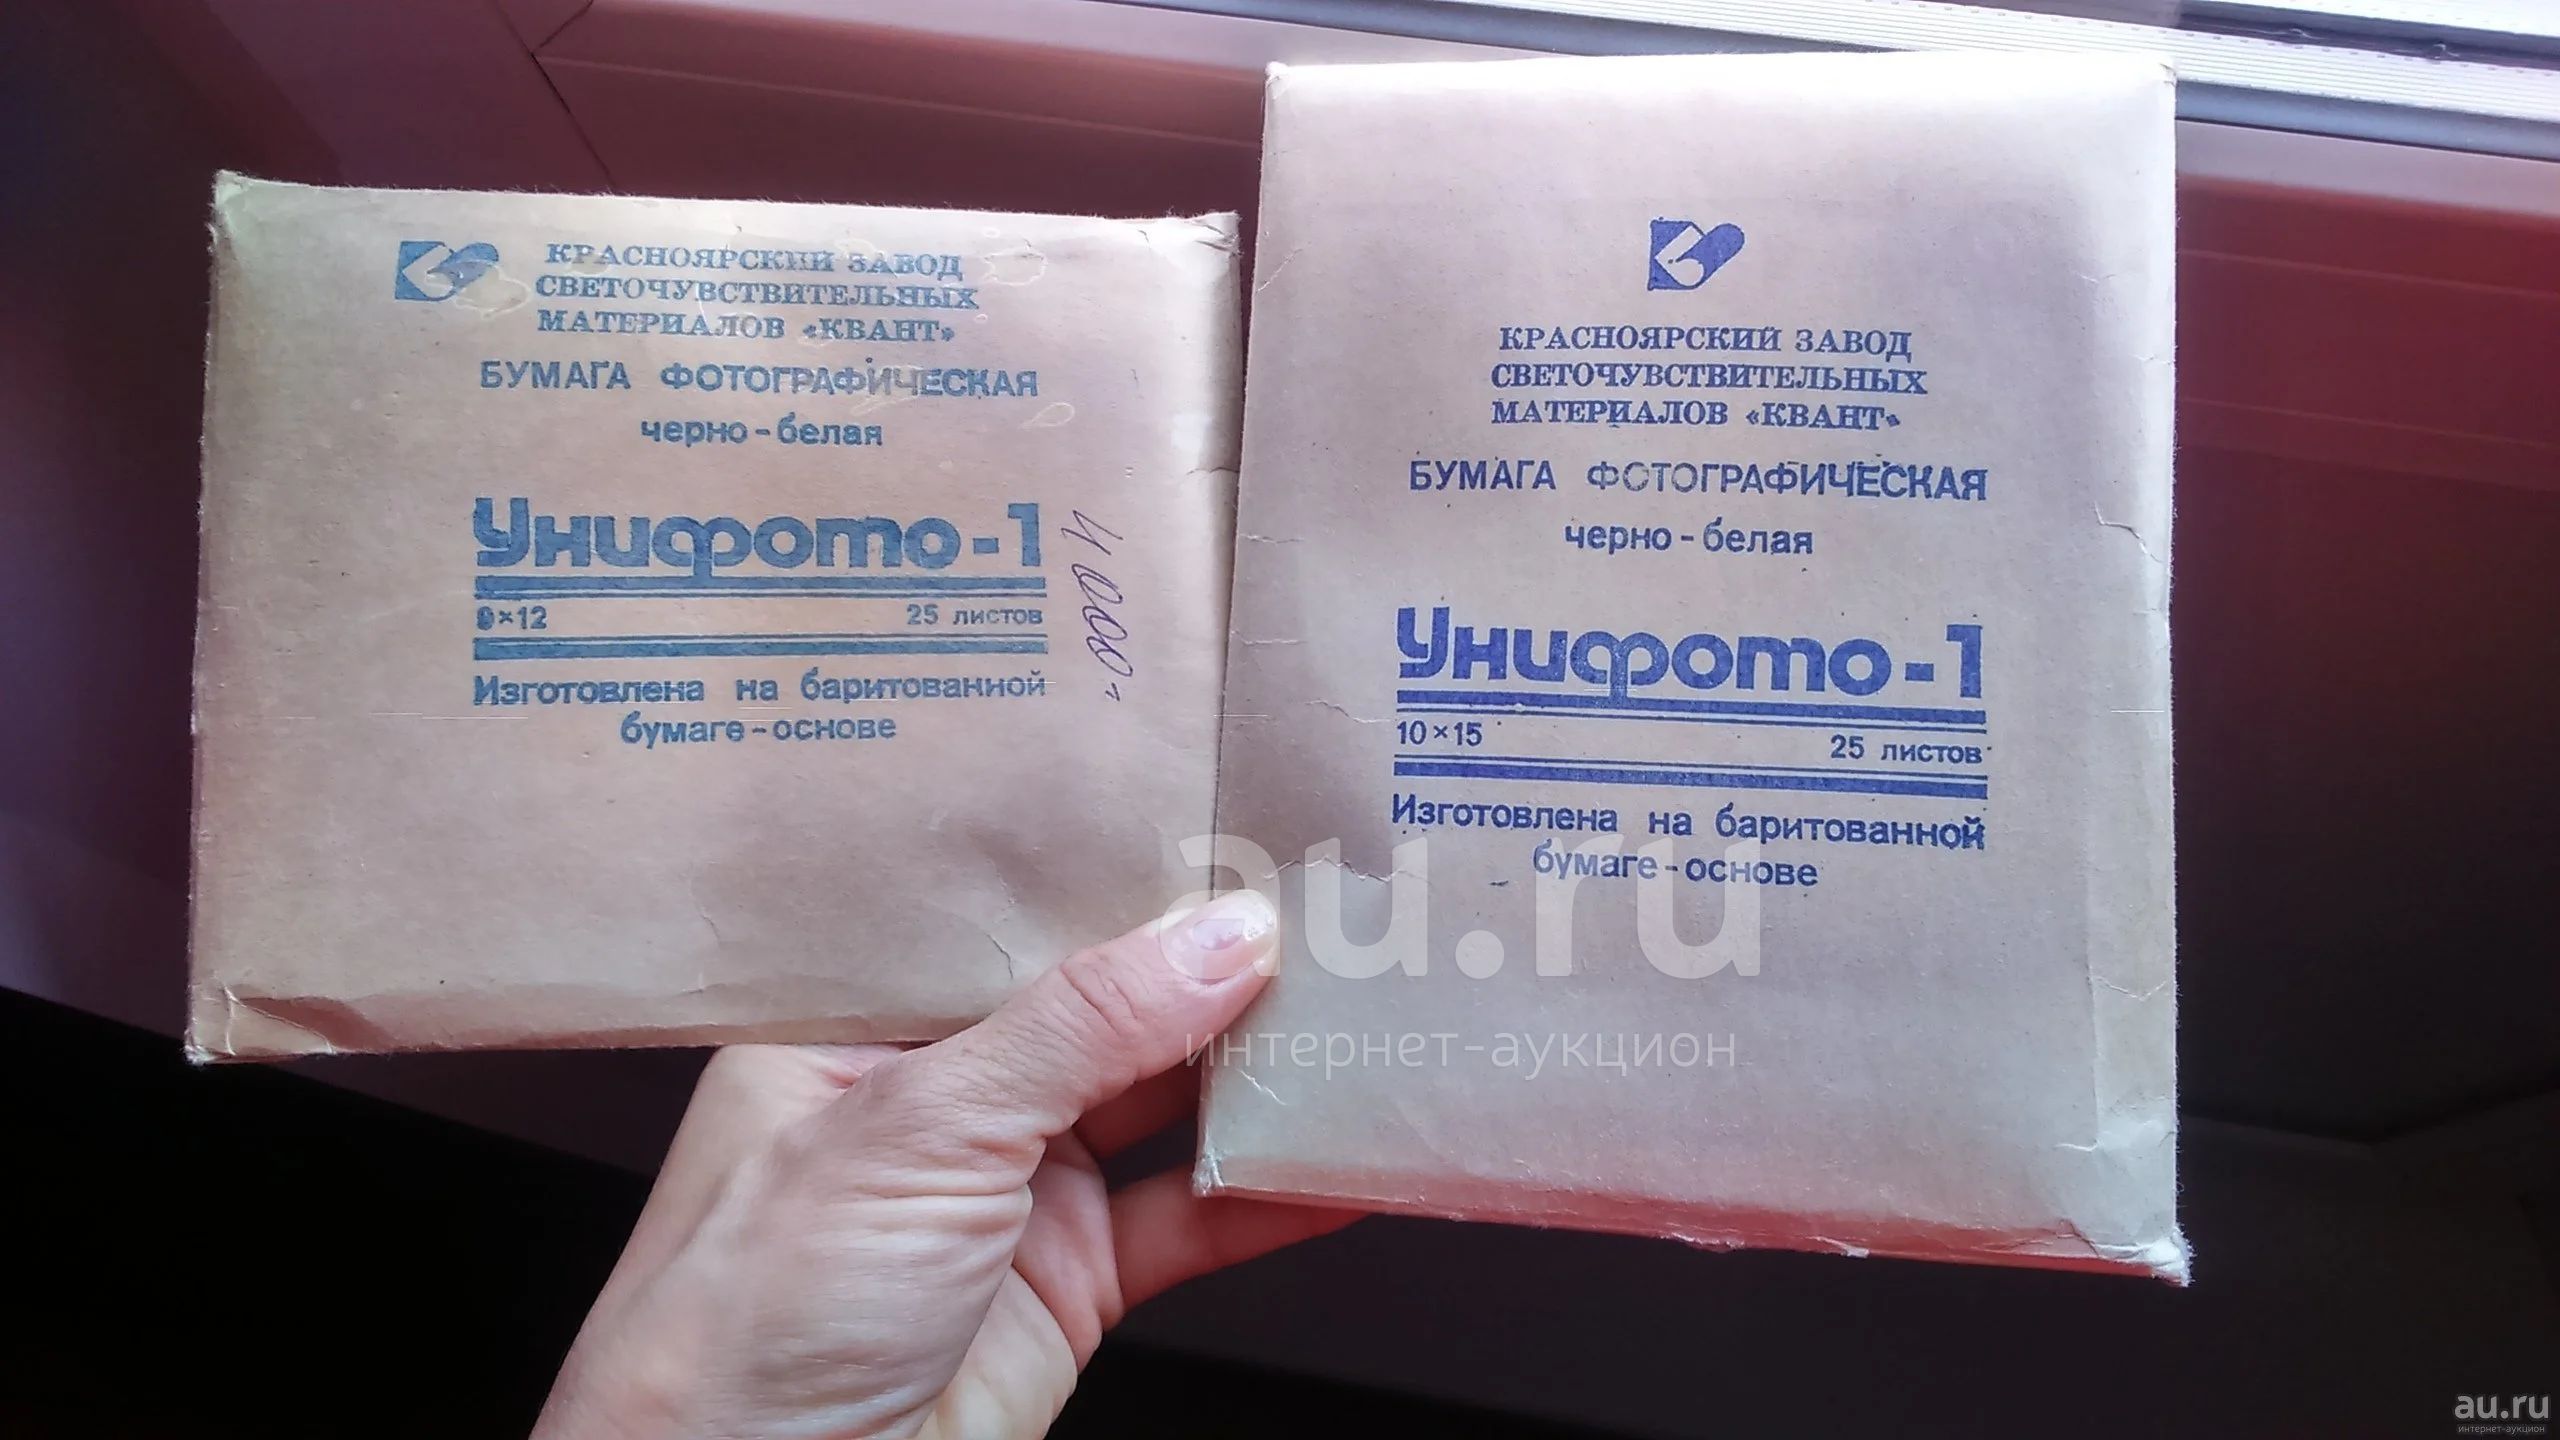 КРАСНОЯРСКИЙ ЗАВОД
СВЕТОЧУВСТВИТЕЛЬНЫХ
МАТЕРИАЛОВ «КВАНТ»
БУМАГА ФОТОГРАФИЧЕСКАЯ
черно-белая
Унифото-1
9×12 25 листов
Изготовлена на баритованной
бумаге-основе
КРАСНОЯРСКИЙ ЗАВОД
СВЕТОЧУВСТВИТЕЛЬНЫХ
МАТЕРИАЛОВ «КВАНТ»
БУМАГА ФОТОГРАФИЧЕСКАЯ
черно-белая
Унифото-1
10×15 25 листов
Изготовлена на баритованной
бумаге-основе
au.ru
интернет-аукцион
au.ru
интернет-аукцион